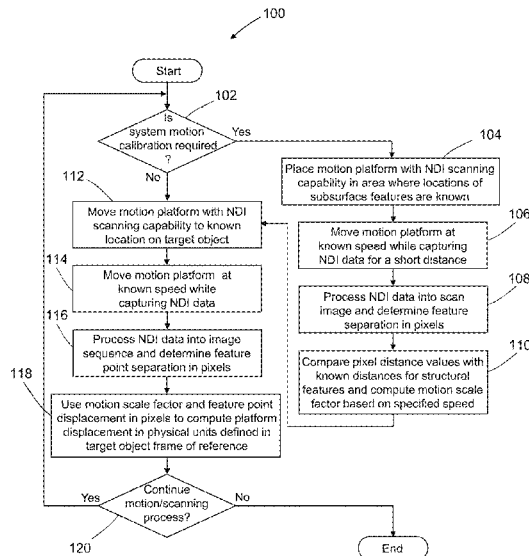 100
Start
102
Is
system motion
calibration required
?
Yes
No
104
Place motion platform with NDI scanning
capability in area where locations of
subsurface features are known
112
Move motion platform with NDI
scanning capability to known
location on target object
106
Move motion platform at
known speed while capturing
NDI data for a short distance
114
Move motion platform at
known speed while
capturing NDI data
108
Process NDI data into scan
image and determine feature
separation in pixels
116
Process NDI data into image
sequence and determine feature
point separation in pixels
110
Compare pixel distance values with
known distances for structural
features and compute motion scale
factor based on specified speed
118
Use motion scale factor and feature point
displacement in pixels to compute platform
displacement in physical units defined in
target object frame of reference
Yes
Continue
motion/scanning
process?
No
120
End